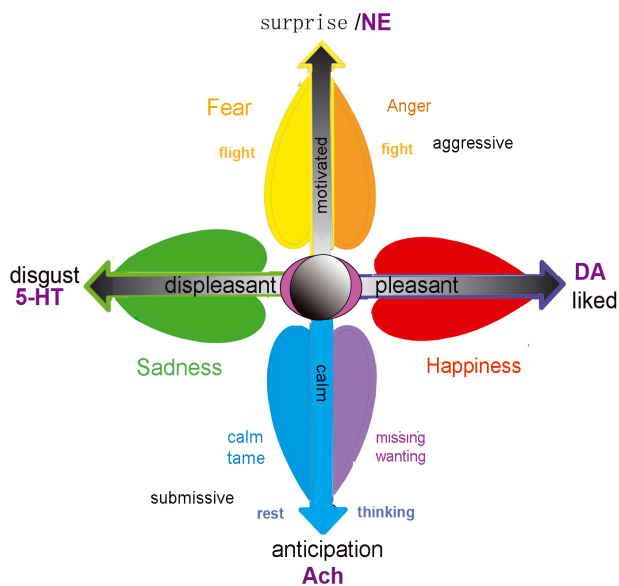 surprise /NE
Fear
Anger
flight
fight
aggressive
motivated
disgust
5-HT
displeasant
pleasant
DA
liked
Sadness
Happiness
calm
calm
tame
missing
wanting
submissive
rest
thinking
anticipation
Ach